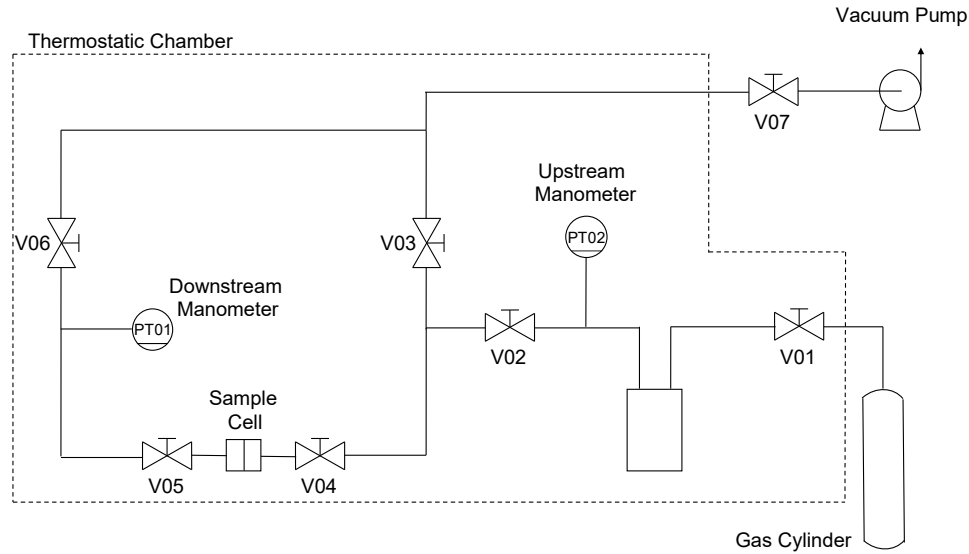 Vacuum Pump
Thermostatic Chamber
V07
Upstream
Manometer
V06
V03
PT02
Downstream
Manometer
PT01
V02
V01
Sample
Cell
V05
V04
Gas Cylinder